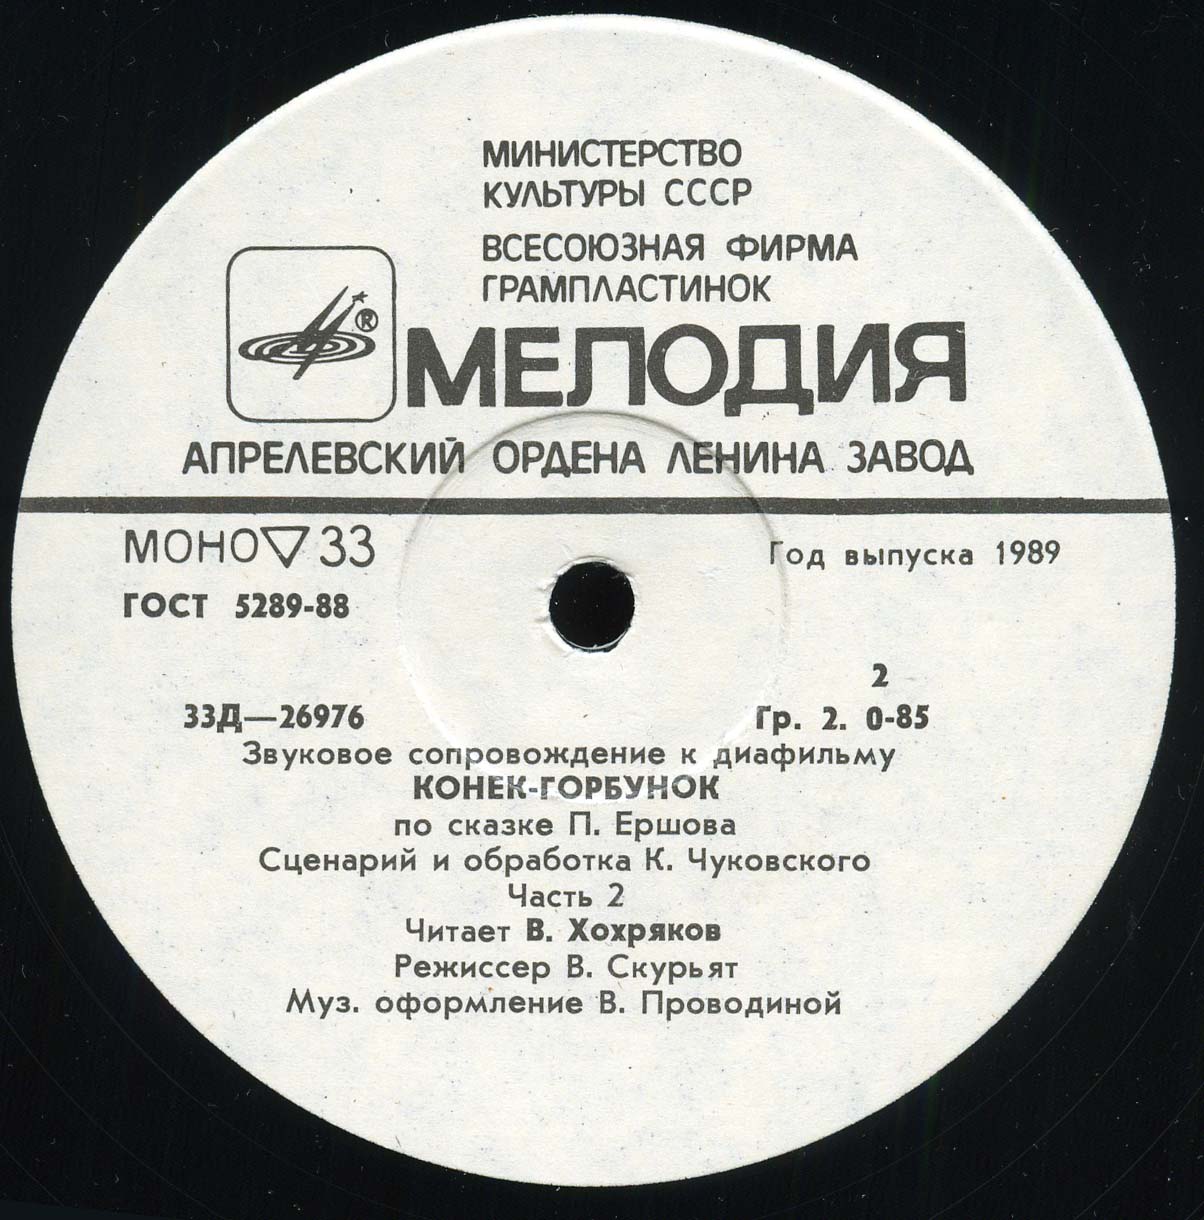 МИНИСТЕРСТВО
КУЛЬТУРЫ СССР
ВСЕСОЮЗНАЯ ФИРМА
ГРАМПЛАСТИНОК
®
МЕЛОДИЯ
АПРЕЛЕВСКИЙ ОРДЕНА ЛЕНИНА ЗАВОД
МОНО ▽ 33
Год выпуска 1989
ГОСТ 5289-88
2
33Д—26976
Гр. 2. 0-85
Звуковое сопровождение к диафильму
КОНЕК-ГОРБУНОК
по сказке П. Ершова
Сценарий и обработка К. Чуковского
Часть 2
Читает В. Хохряков
Режиссер В. Скурьят
Муз. оформление В. Проводиной